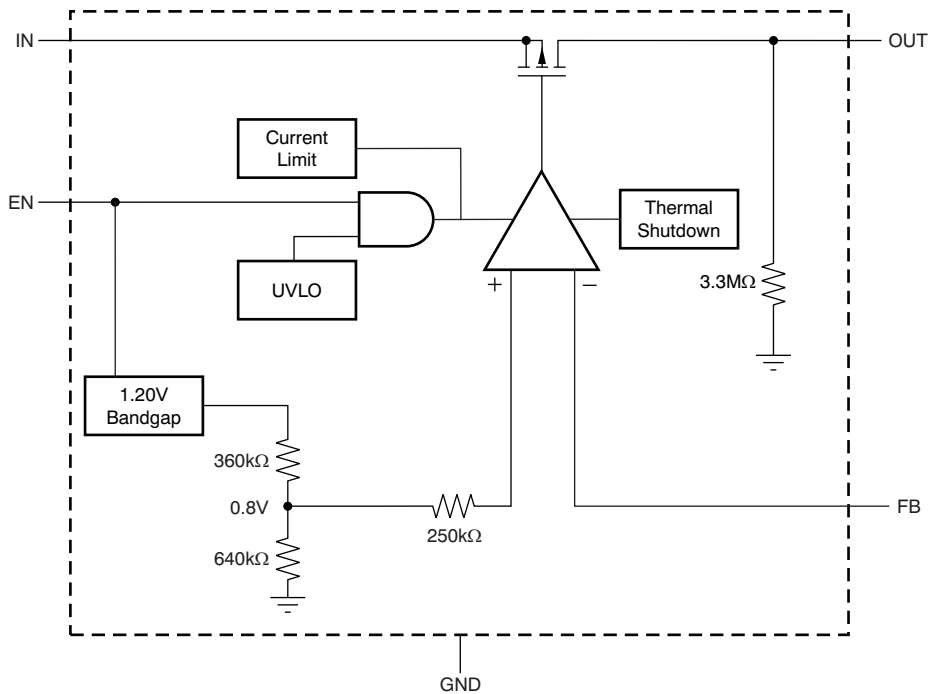 IN
OUT
Current
Limit
EN
Thermal
Shutdown
UVLO
+
−
3.3MΩ
1.20V
Bandgap
360kΩ
0.8V
250kΩ
FB
640kΩ
GND